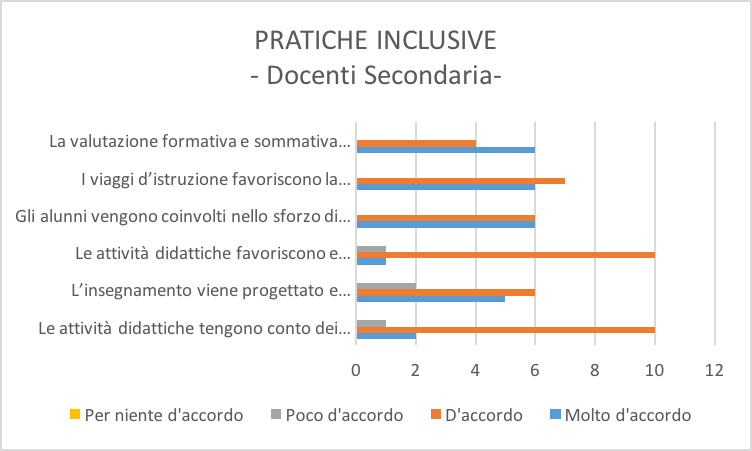 PRATICHE INCLUSIVE
- Docenti Secondaria-
La valutazione formativa e sommativa...
I viaggi d’istruzione favoriscono la...
Gli alunni vengono coinvolti nello sforzo di...
Le attività didattiche favoriscono e...
L’insegnamento viene progettato e...
Le attività didattiche tengono conto dei...
0 2 4 6 8 10 12
Per niente d'accordo Poco d'accordo D'accordo Molto d'accordo